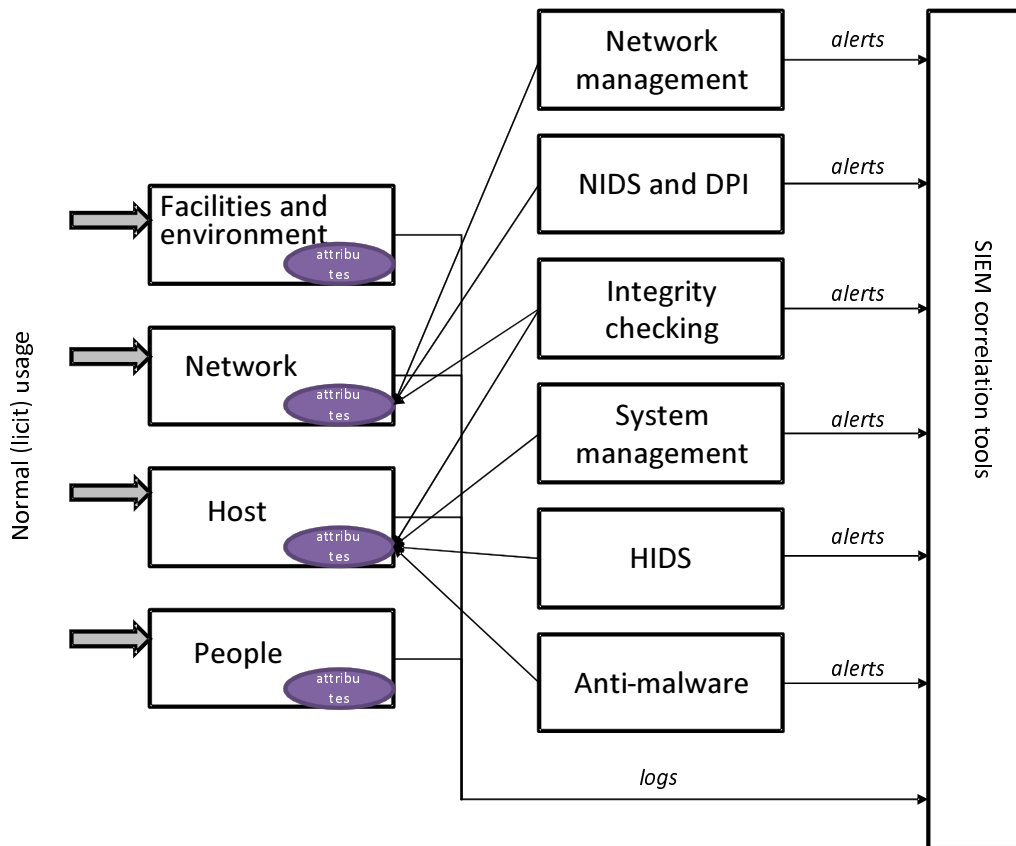 Normal (licit) usage
Facilities and
environment
attribu
tes
Network
attribu
tes
Host
attribu
tes
People
attribu
tes
Network
management
alerts
NIDS and DPI
alerts
Integrity
checking
alerts
System
management
alerts
HIDS
alerts
Anti-malware
alerts
logs
SIEM correlation tools